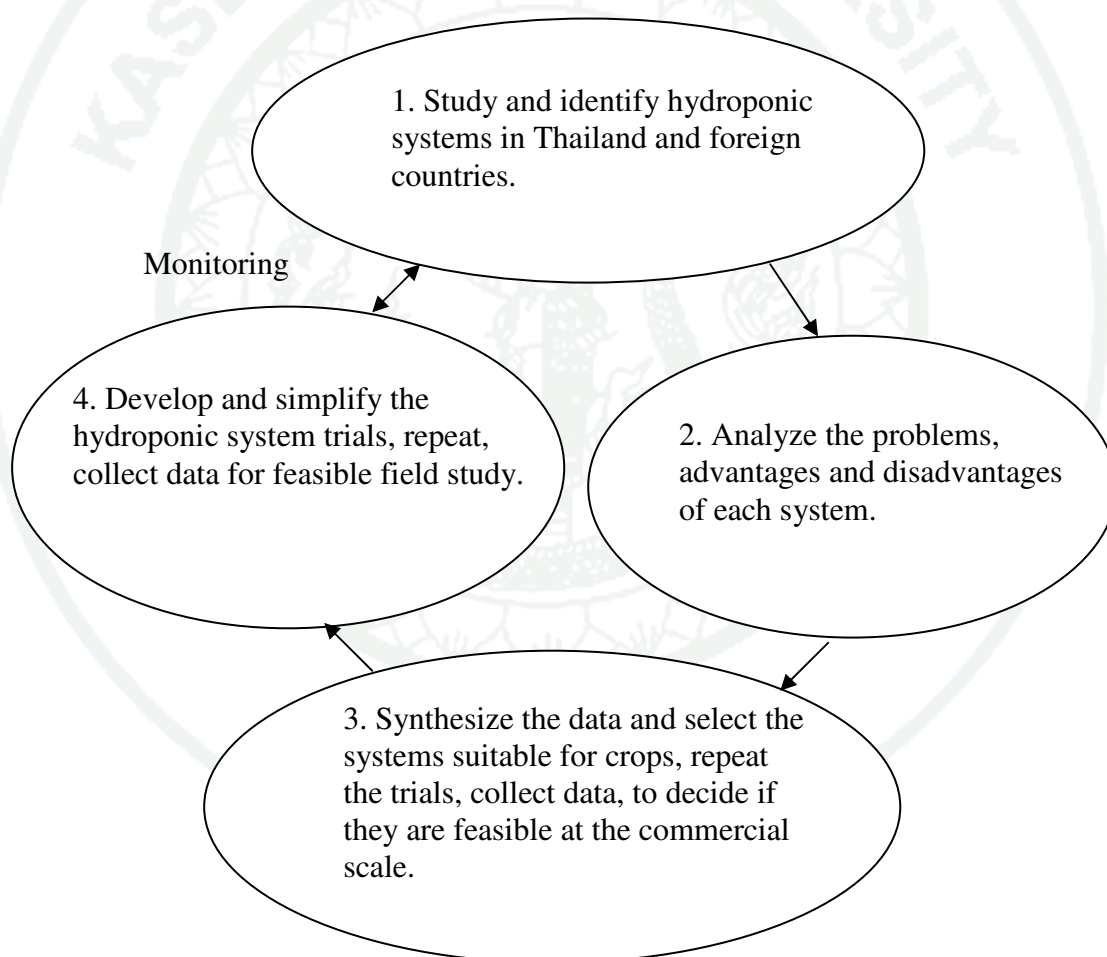 1. Study and identify hydroponic
systems in Thailand and foreign
countries.
Monitoring
4. Develop and simplify the
hydroponic system trials, repeat,
collect data for feasible field study.
2. Analyze the problems,
advantages and disadvantages
of each system.
3. Synthesize the data and select the
systems suitable for crops, repeat
the trials, collect data, to decide if
they are feasible at the commercial
scale.